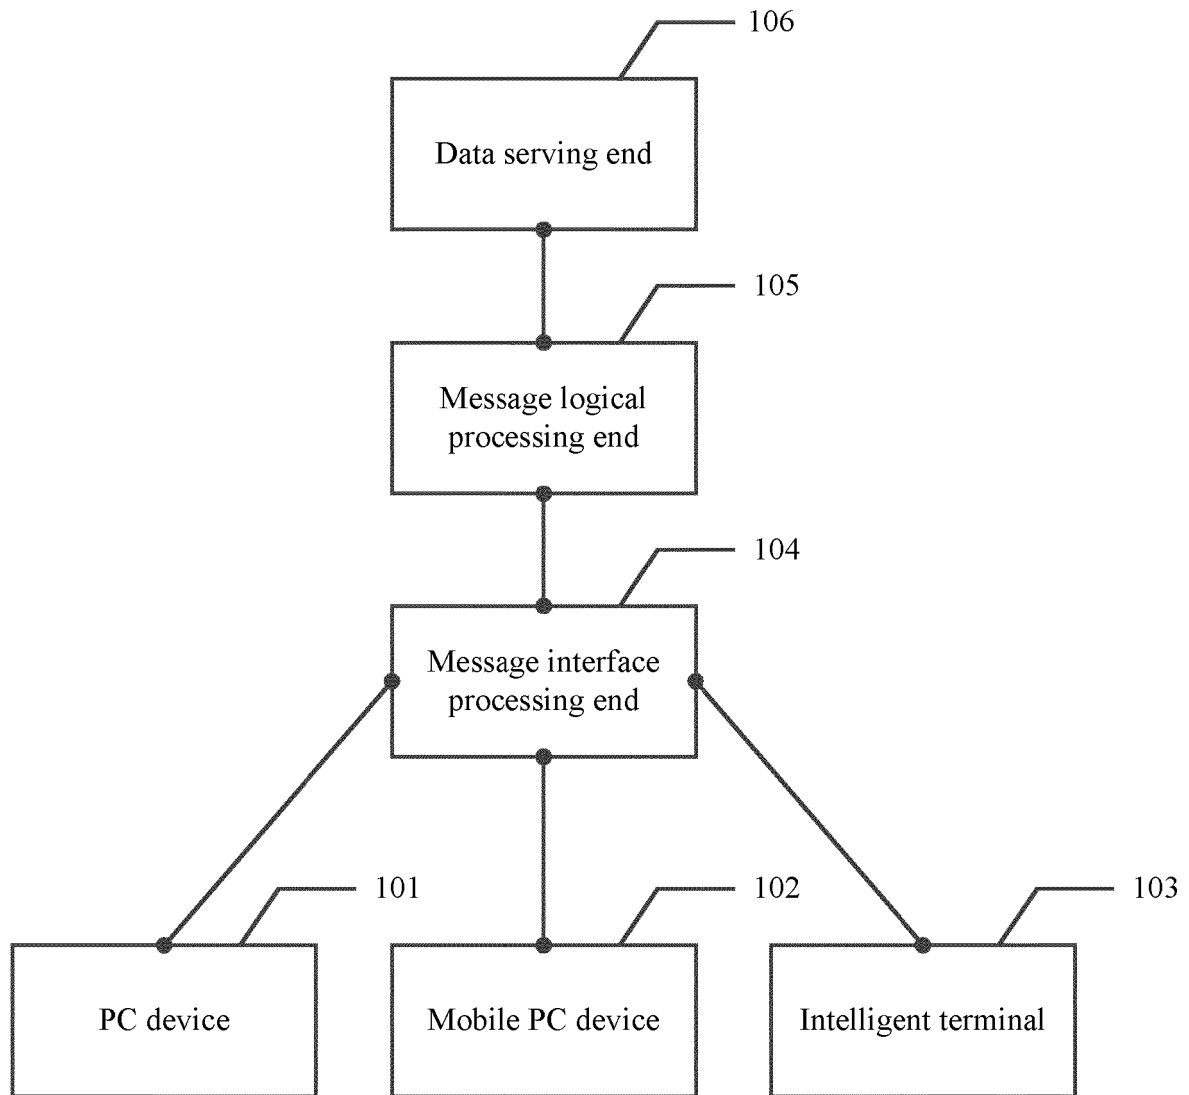 106
Data serving end
105
Message logical
processing end
104
Message interface
processing end
101
102
103
PC device
Mobile PC device
Intelligent terminal